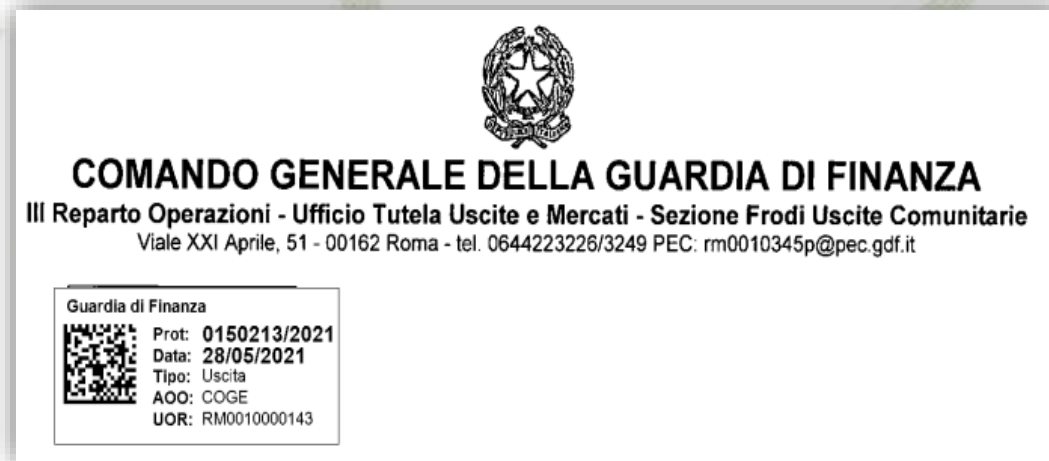 COMANDO GENERALE DELLA GUARDIA DI FINANZA
III Reparto Operazioni - Ufficio Tutela Uscite e Mercati - Sezione Frodi Uscite Comunitarie
Viale XXI Aprile, 51 - 00162 Roma - tel. 0644223226/3249 PEC: rm0010345p@pec.gdf.it
Guardia di Finanza
Prot: 0150213/2021
Data: 28/05/2021
Tipo: Uscita
AOO: COGE
UOR: RM0010000143